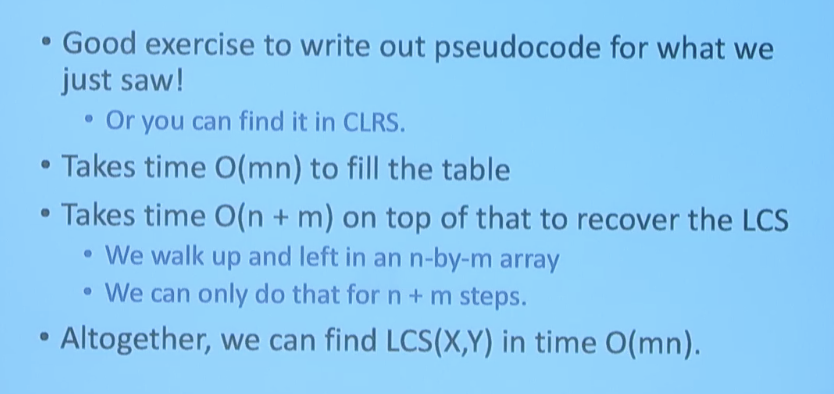 • Good exercise to write out pseudocode for what we
just saw!
• Or you can find it in CLRS.
• Takes time O(mn) to fill the table
• Takes time O(n + m) on top of that to recover the LCS
• We walk up and left in an n-by-m array
• We can only do that for n + m steps.
• Altogether, we can find LCS(X,Y) in time O(mn).